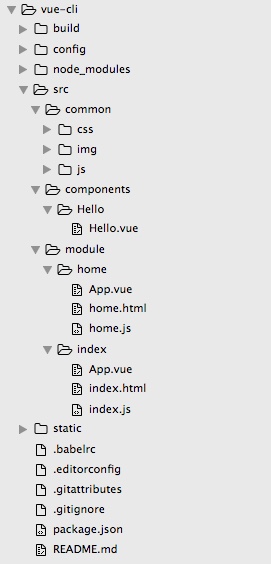 vue-cli
build
config
node_modules
src
common
css
img
js
components
Hello
Hello.vue
module
home
App.vue
home.html
home.js
index
App.vue
index.html
index.js
static
.babelrc
.editorconfig
.gitattributes
.gitignore
package.json
README.md